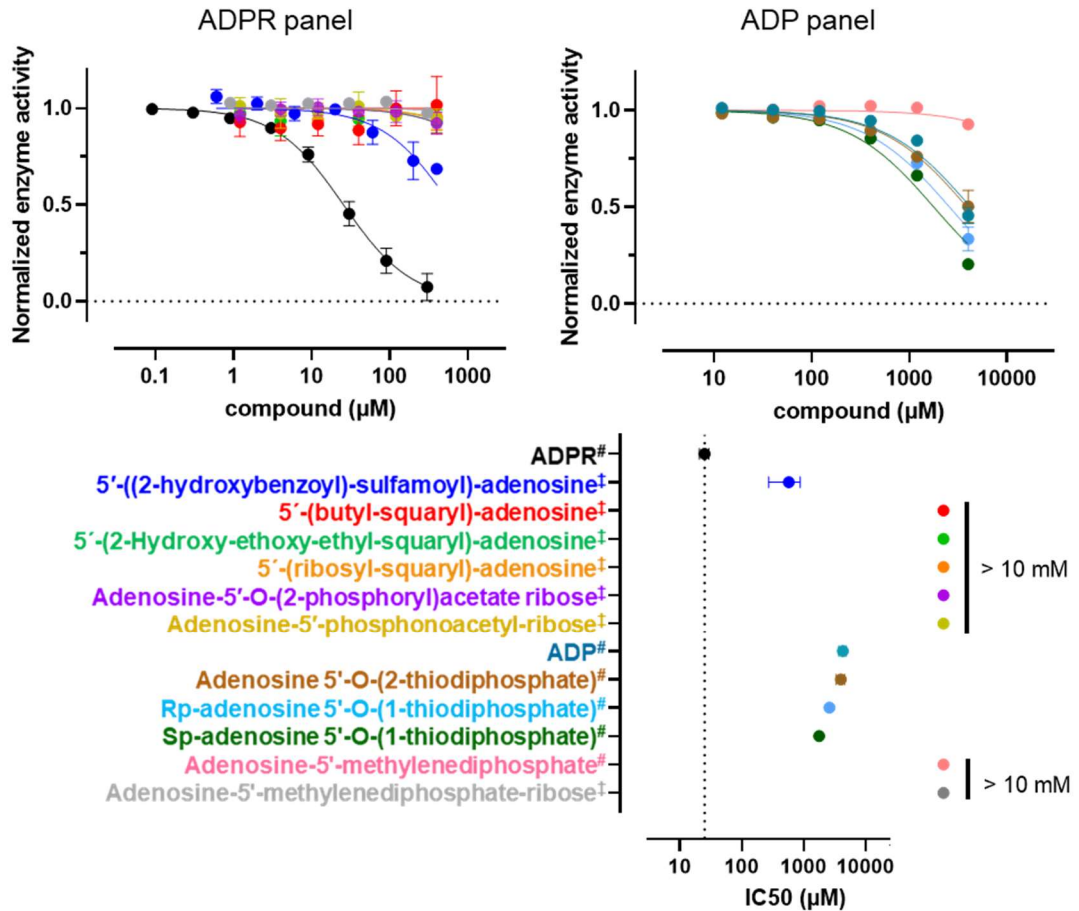 ADPR panel
ADP panel
Normalized enzyme activity
1.0
0.5
0.0
0.1 1 10 100 1000
compound (µM)
Normalized enzyme activity
1.0
0.5
0.0
10 100 1000 10000
compound (µM)
ADPR#
5′-((2-hydroxybenzoyl)-sulfamoyl)-adenosine‡
5´-(butyl-squaryl)-adenosine‡
5´-(2-Hydroxy-ethoxy-ethyl-squaryl)-adenosine‡
5´-(ribosyl-squaryl)-adenosine‡
> 10 mM
Adenosine-5′-O-(2-phosphoryl)acetate ribose‡
Adenosine-5′-phosphonoacetyl-ribose‡
ADP#
Adenosine 5'-O-(2-thiodiphosphate)#
Rp-adenosine 5'-O-(1-thiodiphosphate)#
Sp-adenosine 5'-O-(1-thiodiphosphate)#
Adenosine-5'-methylenediphosphate#
Adenosine-5'-methylenediphosphate-ribose‡
> 10 mM
10 100 1000 10000
IC50 (µM)